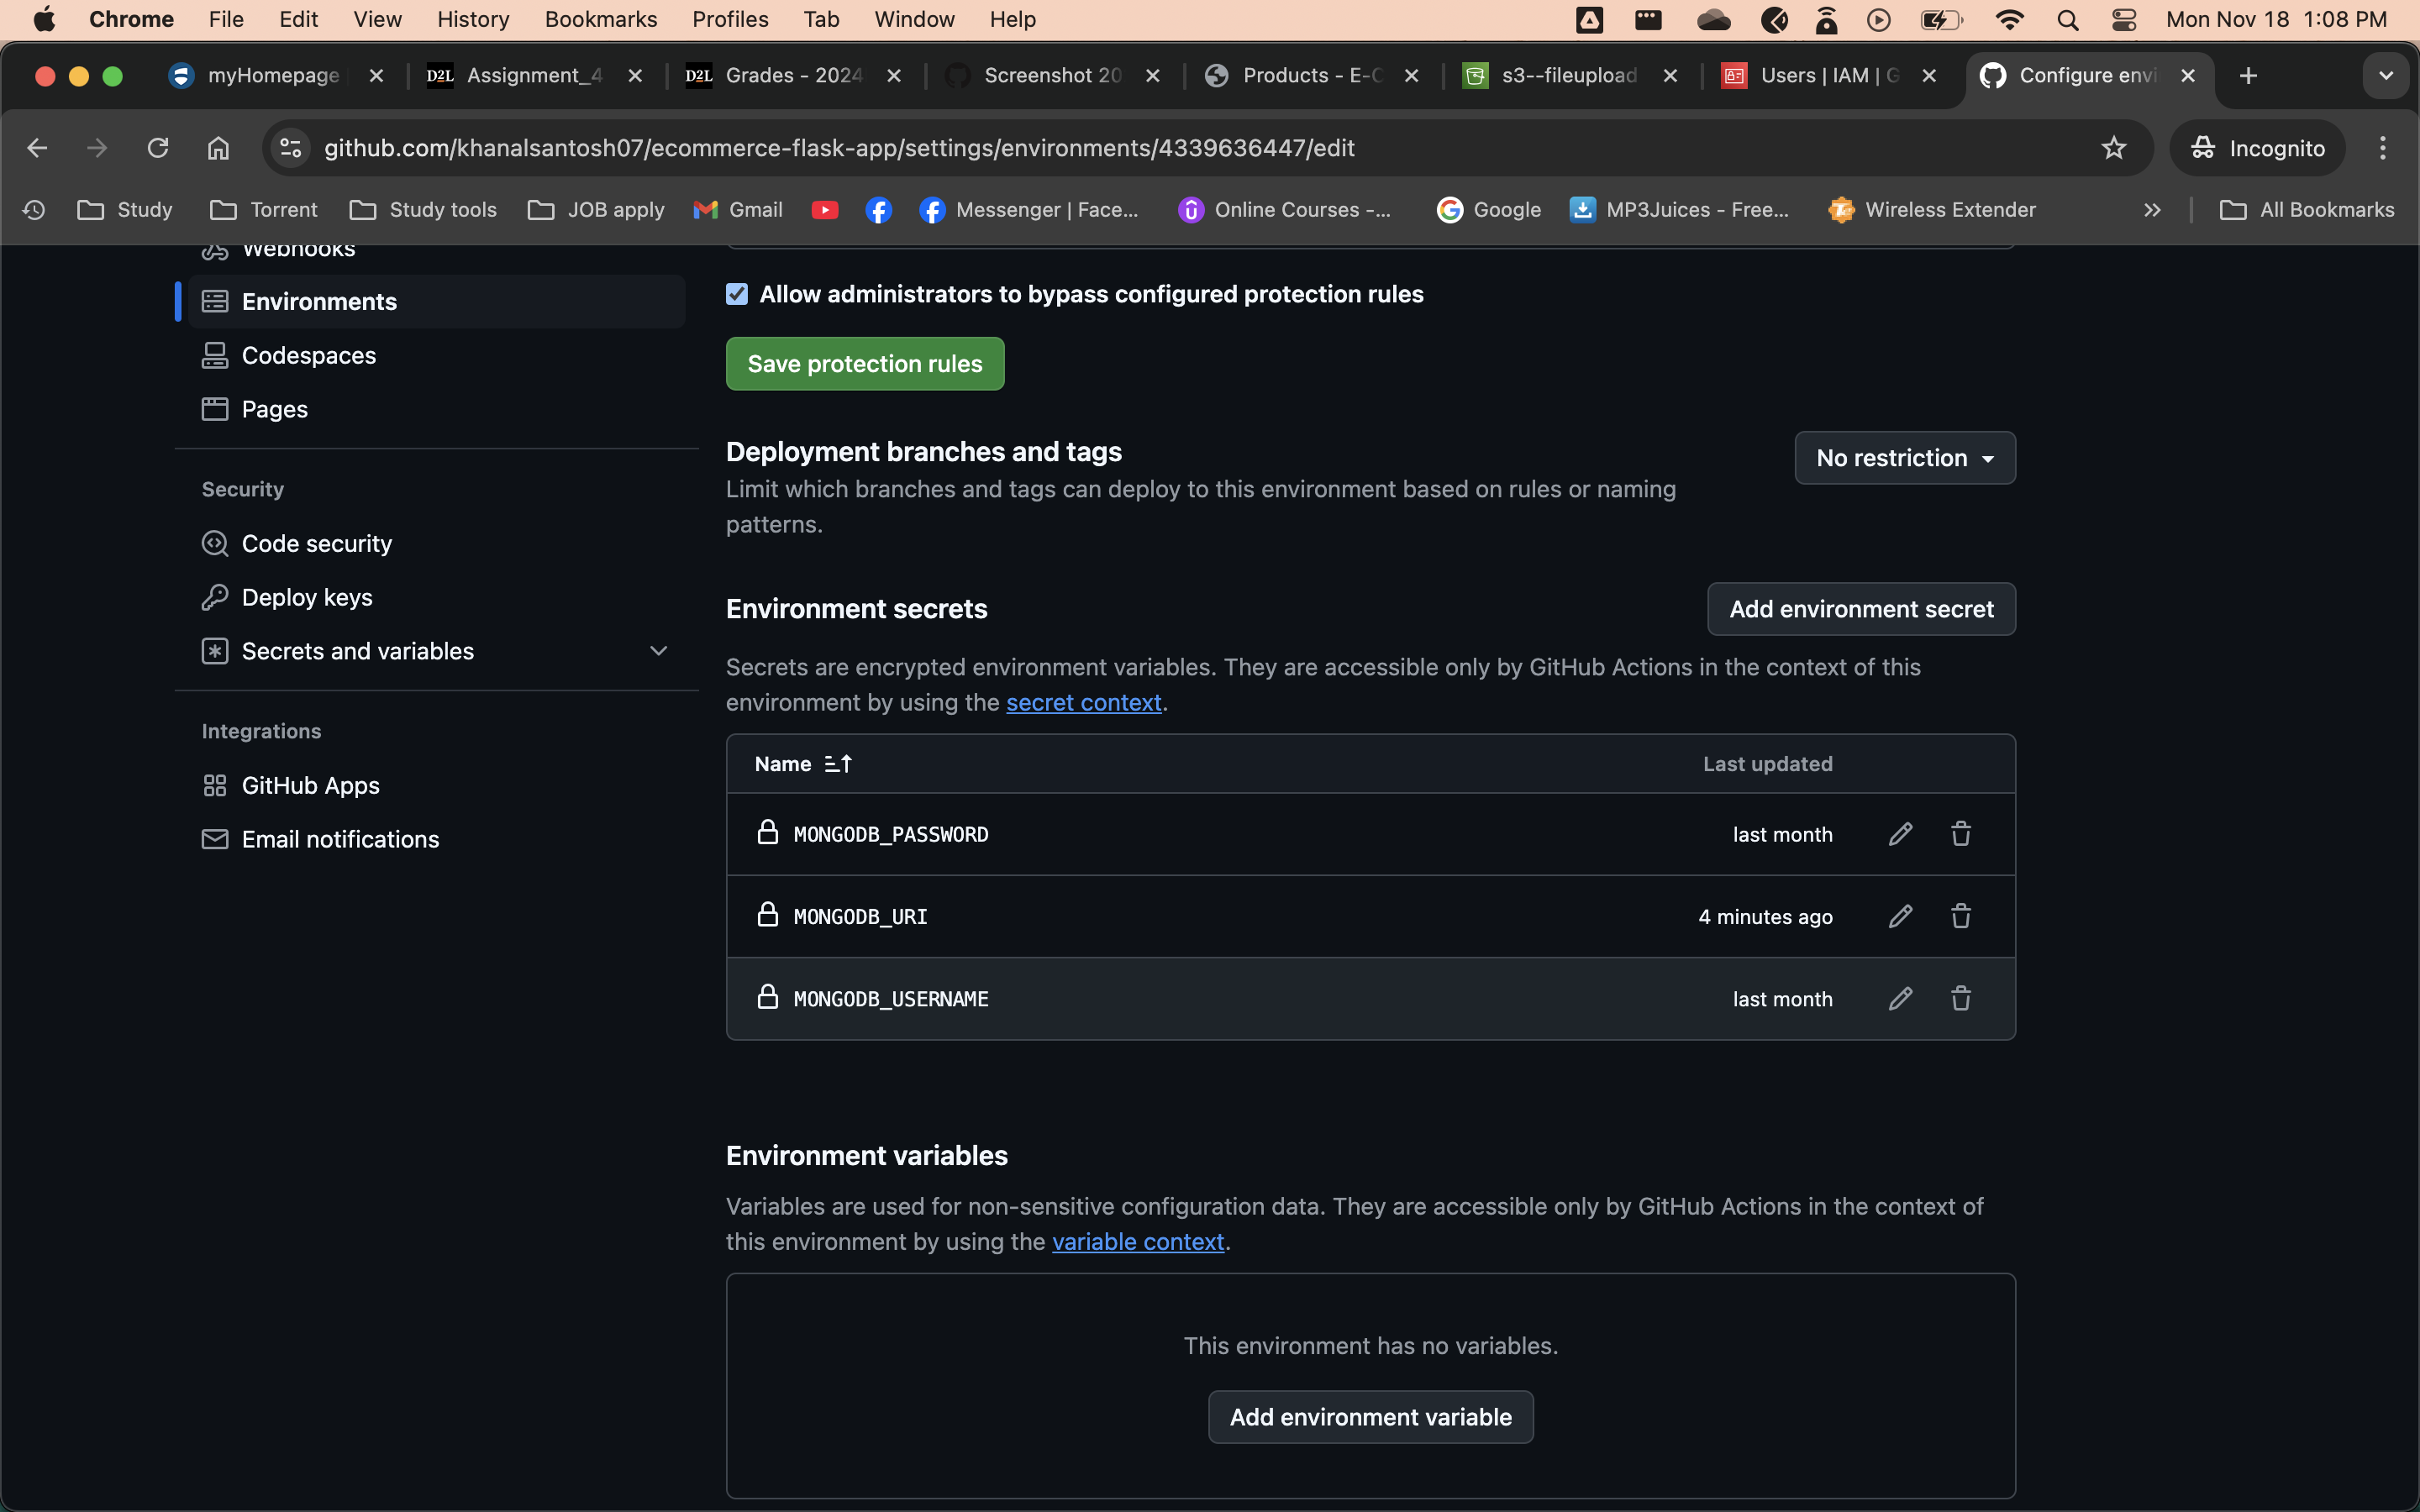 Chrome File Edit View History Bookmarks Profiles Tab Window Help Mon Nov 18 1:08 PM
myHomepage D2L Assignment_4 D2L Grades - 2024 Screenshot 20 Products - E-C s3--fileupload Users | IAM | G Configure envi
github.com/khanalsantosh07/ecommerce-flask-app/settings/environments/4339636447/edit Incognito
Study Torrent Study tools JOB apply Gmail Messenger | Face... Online Courses -... Google MP3Juices - Free... Wireless Extender All Bookmarks
Webhooks
Environments
Codespaces
Pages
Security
Code security
Deploy keys
Secrets and variables
Integrations
GitHub Apps
Email notifications
Allow administrators to bypass configured protection rules
Save protection rules
Deployment branches and tags
No restriction
Limit which branches and tags can deploy to this environment based on rules or naming
patterns.
Environment secrets
Add environment secret
Secrets are encrypted environment variables. They are accessible only by GitHub Actions in the context of this
environment by using the secret context.
Name Last updated
MONGODB_PASSWORD last month
MONGODB_URI 4 minutes ago
MONGODB_USERNAME last month
Environment variables
Variables are used for non-sensitive configuration data. They are accessible only by GitHub Actions in the context of
this environment by using the variable context.
This environment has no variables.
Add environment variable